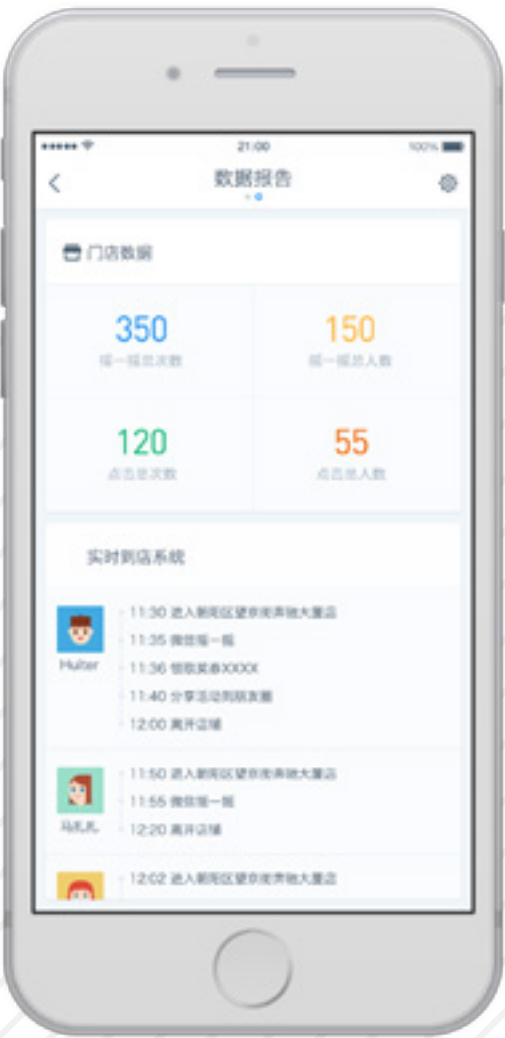 21:00
100%
数据报告
门店数据
350
150
摇一摇总次数
摇一摇总人数
120
55
点击总次数
点击总人数
实时到店系统
11:30 进入朝阳区望京街奔驰大厦店
11:35 微信摇一摇
Hulter
11:36 领取奖券XXXX
11:40 分享活动到朋友圈
12:00 离开店铺
11:50 进入朝阳区望京街奔驰大厦店
11:55 微信摇一摇
马扎扎
12:20 离开店铺
12:02 进入朝阳区望京街奔驰大厦店